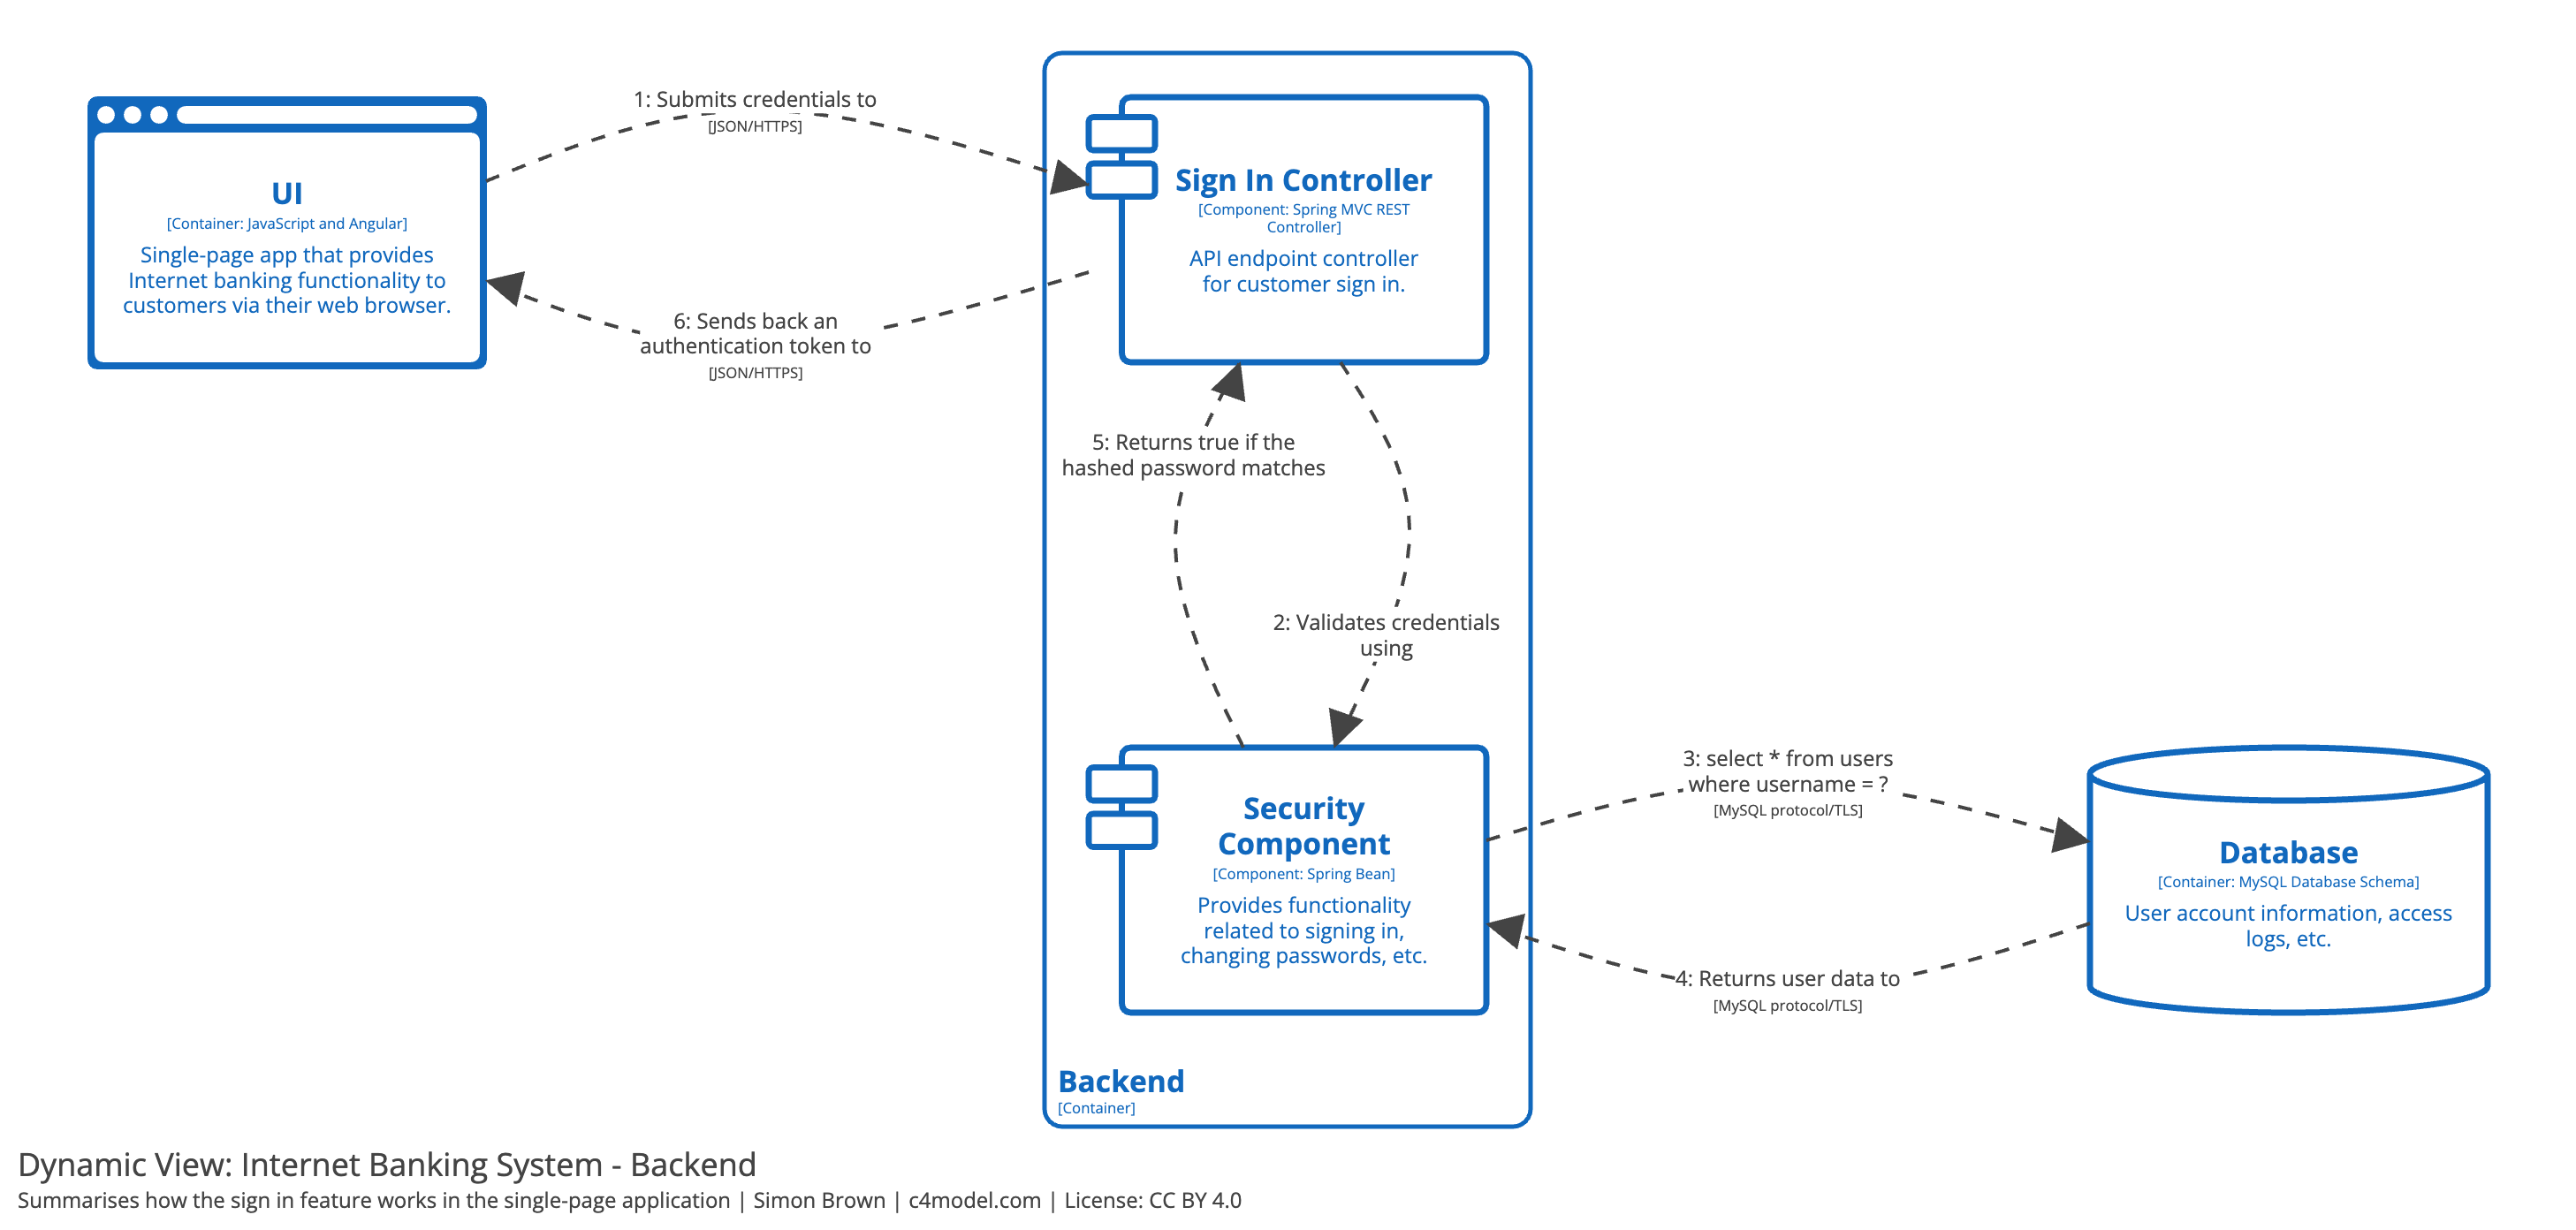 1: Submits credentials to
[JSON/HTTPS]
UI
[Container: JavaScript and Angular]
Single-page app that provides
Internet banking functionality to
customers via their web browser.
Sign In Controller
[Component: Spring MVC REST
Controller]
API endpoint controller
for customer sign in.
6: Sends back an
authentication token to
[JSON/HTTPS]
5: Returns true if the
hashed password matches
2: Validates credentials
using
Security
Component
[Component: Spring Bean]
Provides functionality
related to signing in,
changing passwords, etc.
3: select * from users
where username = ?
[MySQL protocol/TLS]
Database
[Container: MySQL Database Schema]
User account information, access
logs, etc.
4: Returns user data to
[MySQL protocol/TLS]
Backend
[Container]
Dynamic View: Internet Banking System - Backend
Summarises how the sign in feature works in the single-page application | Simon Brown | c4model.com | License: CC BY 4.0